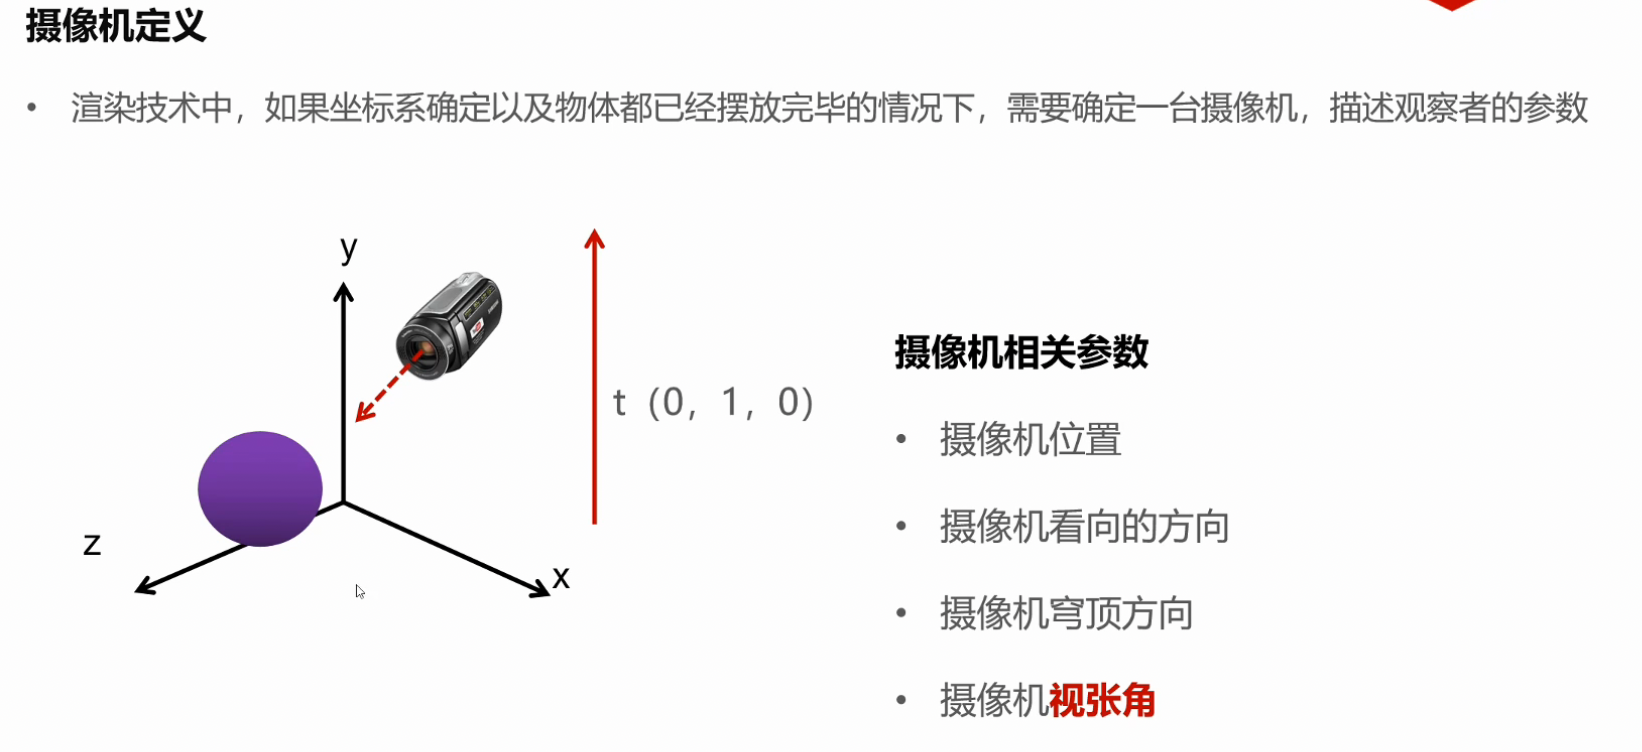 摄像机定义
• 渲染技术中，如果坐标系确定以及物体都已经摆放完毕的情况下，需要确定一台摄像机，描述观察者的参数
y
t（0，1，0）
z
x
摄像机相关参数
• 摄像机位置
• 摄像机看向的方向
• 摄像机穹顶方向
• 摄像机视张角